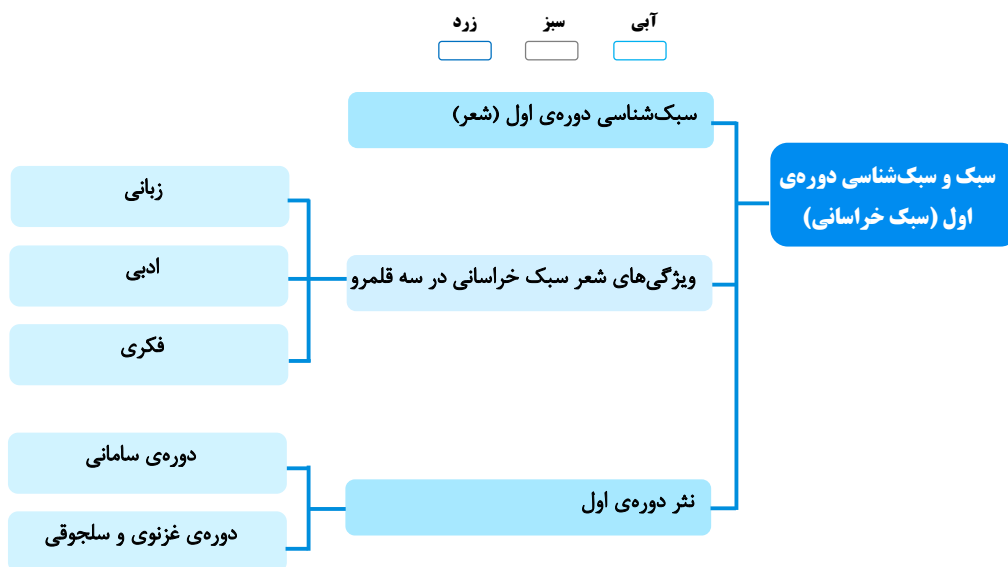 آبی
سبز
زرد
سبک و سبک‌شناسی دوره‌ی
اول (سبک خراسانی)
سبک‌شناسی دوره‌ی اول (شعر)
ویژگی‌های شعر سبک خراسانی در سه قلمرو
زبانی
ادبی
فکری
نثر دوره‌ی اول
دوره‌ی سامانی
دوره‌ی غزنوی و سلجوقی